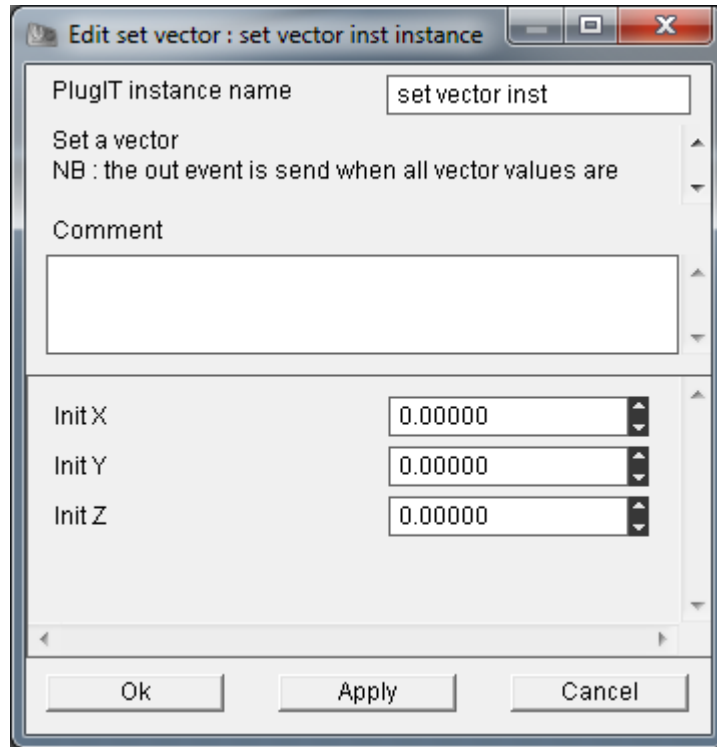 Edit set vector : set vector inst instance
PlugIT instance name set vector inst
Set a vector
NB : the out event is send when all vector values are
Comment
Init X 0.00000
Init Y 0.00000
Init Z 0.00000
Ok Apply Cancel